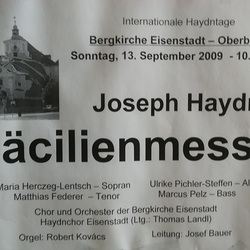 Internationale Haydntage
Bergkirche Eisenstadt – Oberb
Sonntag, 13. September 2009 - 10.
Joseph Hayd
äcilienmess
Maria Herczeg-Lentsch – Sopran
Ulrike Pichler-Steffen – Al
Matthias Federer – Tenor
Marcus Pelz – Bass
Chor und Orchester der Bergkirche Eisenstadt
Haydnchor Eisenstadt (Ltg.: Thomas Landl)
Orgel: Robert Kovács
Leitung: Josef Bauer